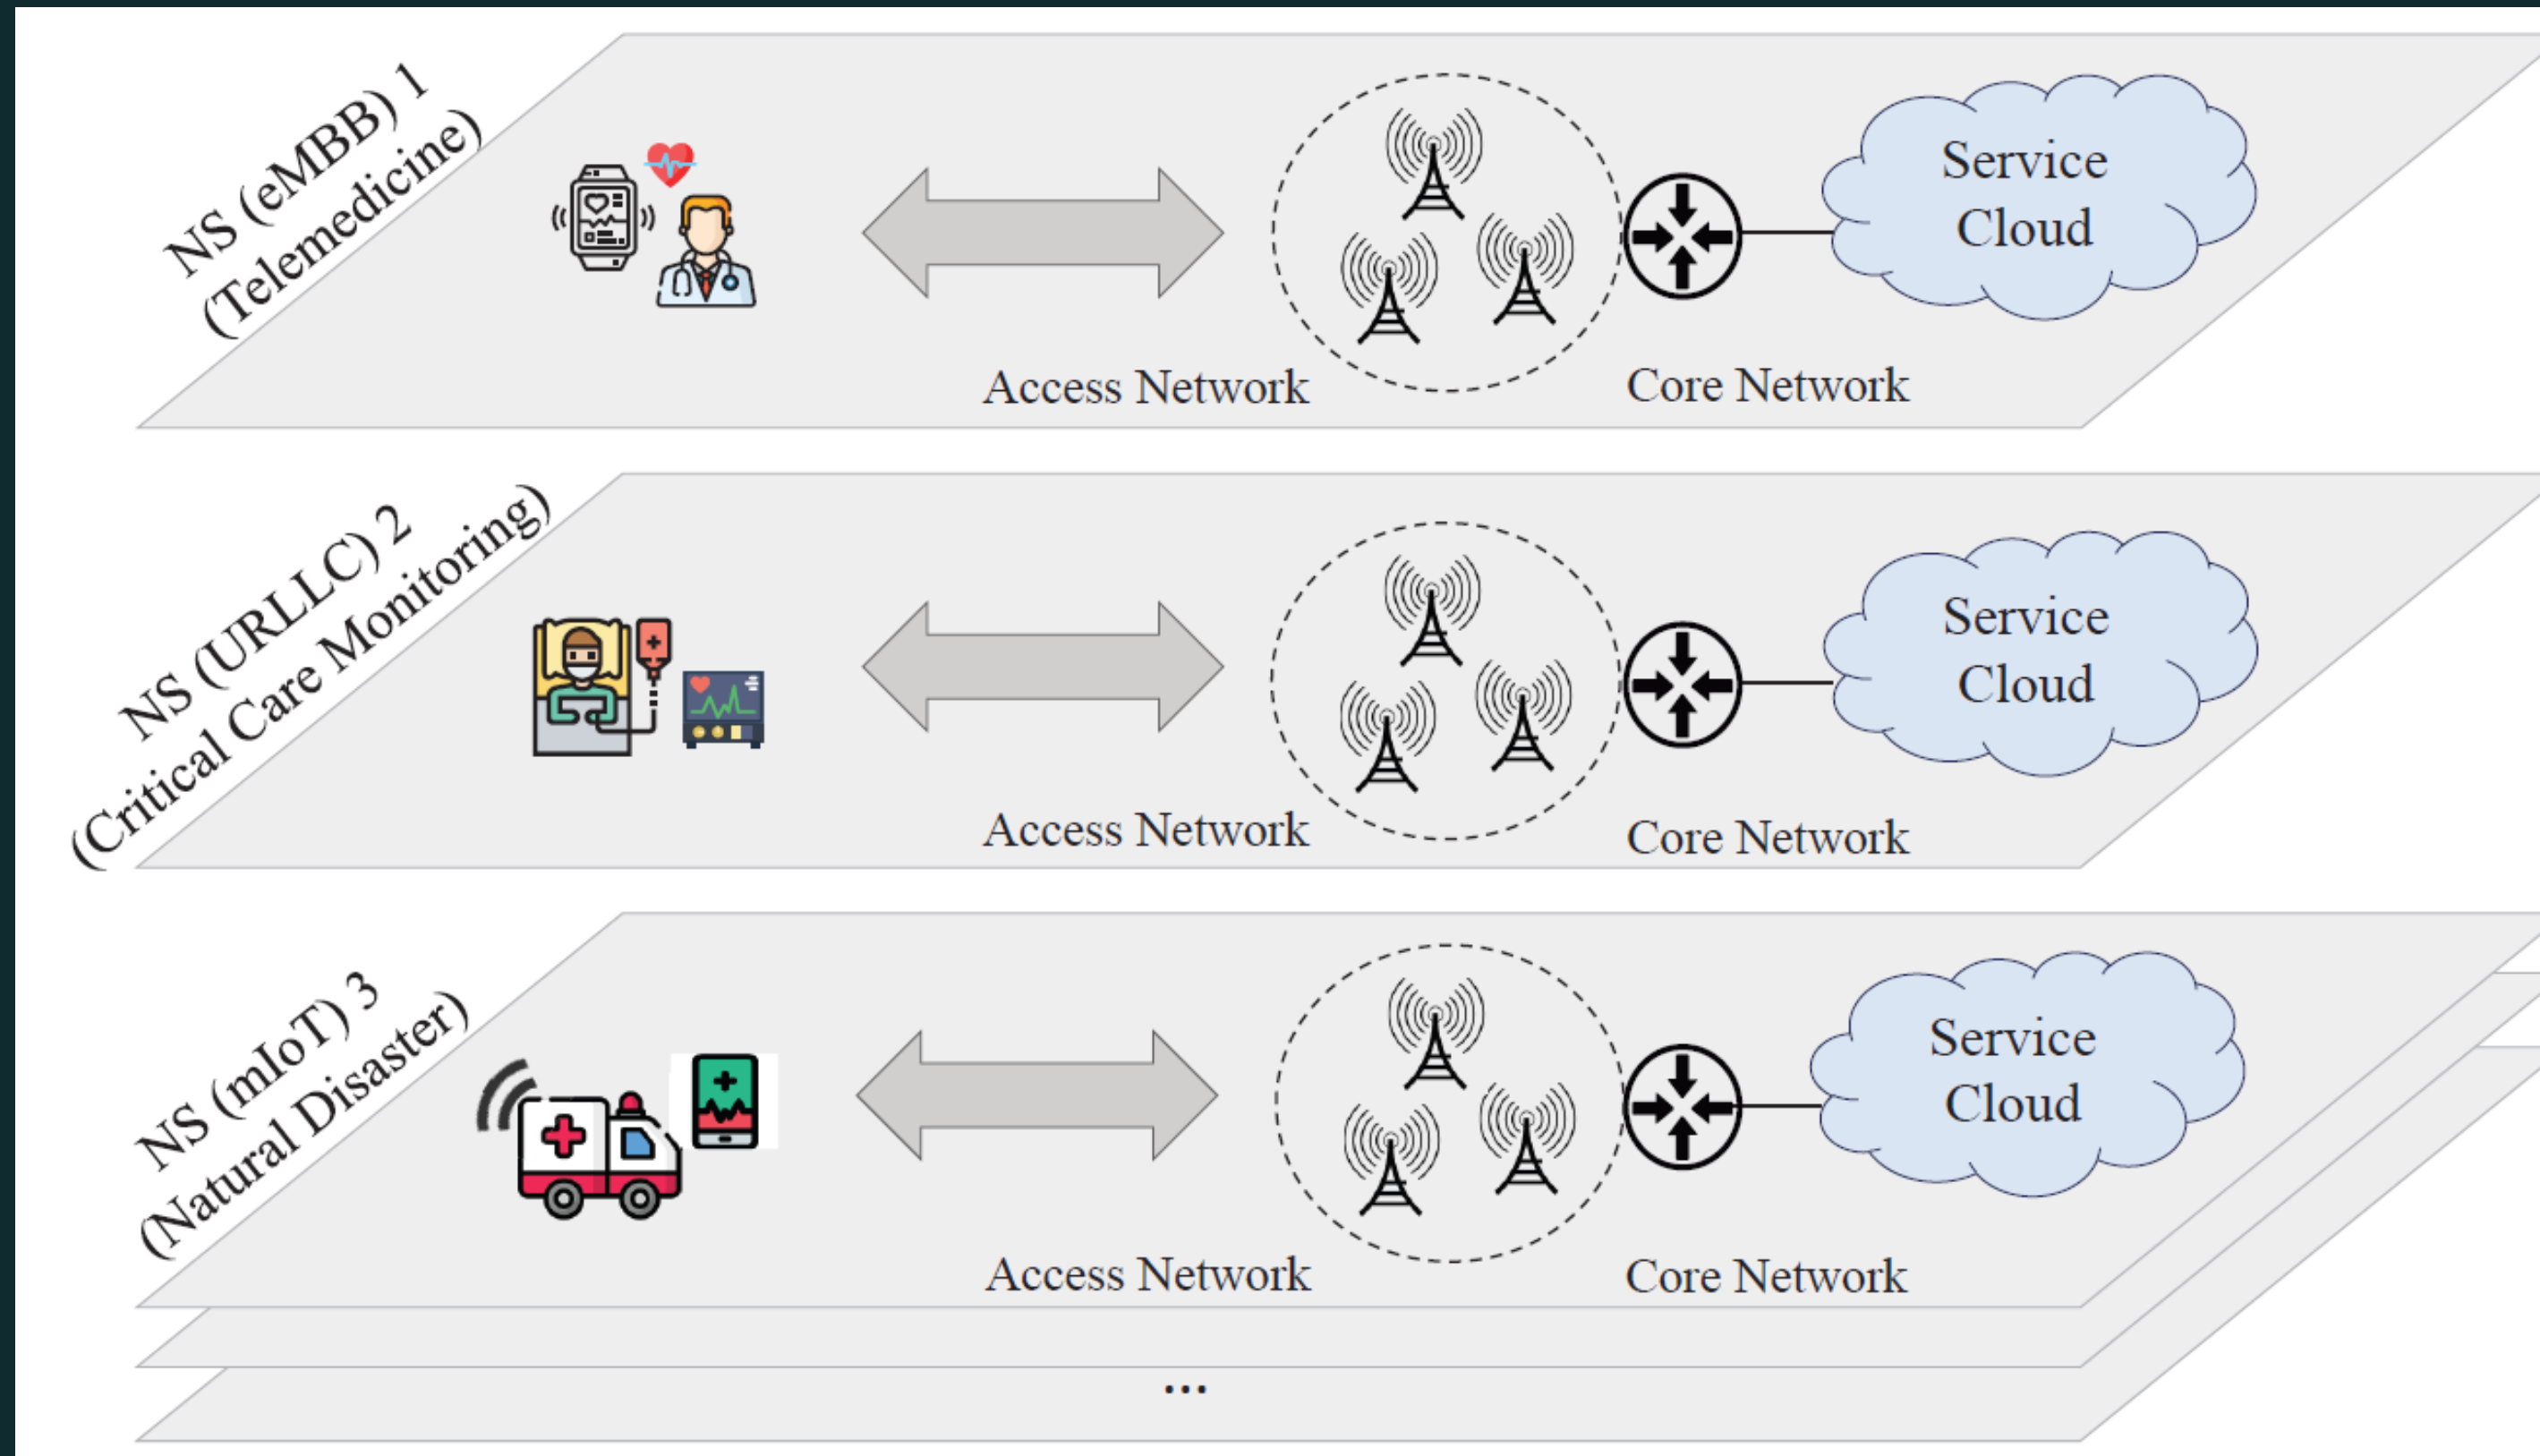 NS (eMBB) 1
(Telemedicine)
Service
Cloud
Access Network
Core Network
NS (URLLC) 2
(Critical Care Monitoring)
Service
Cloud
Access Network
Core Network
NS (mIoT) 3
(Natural Disaster)
Service
Cloud
Access Network
Core Network
...